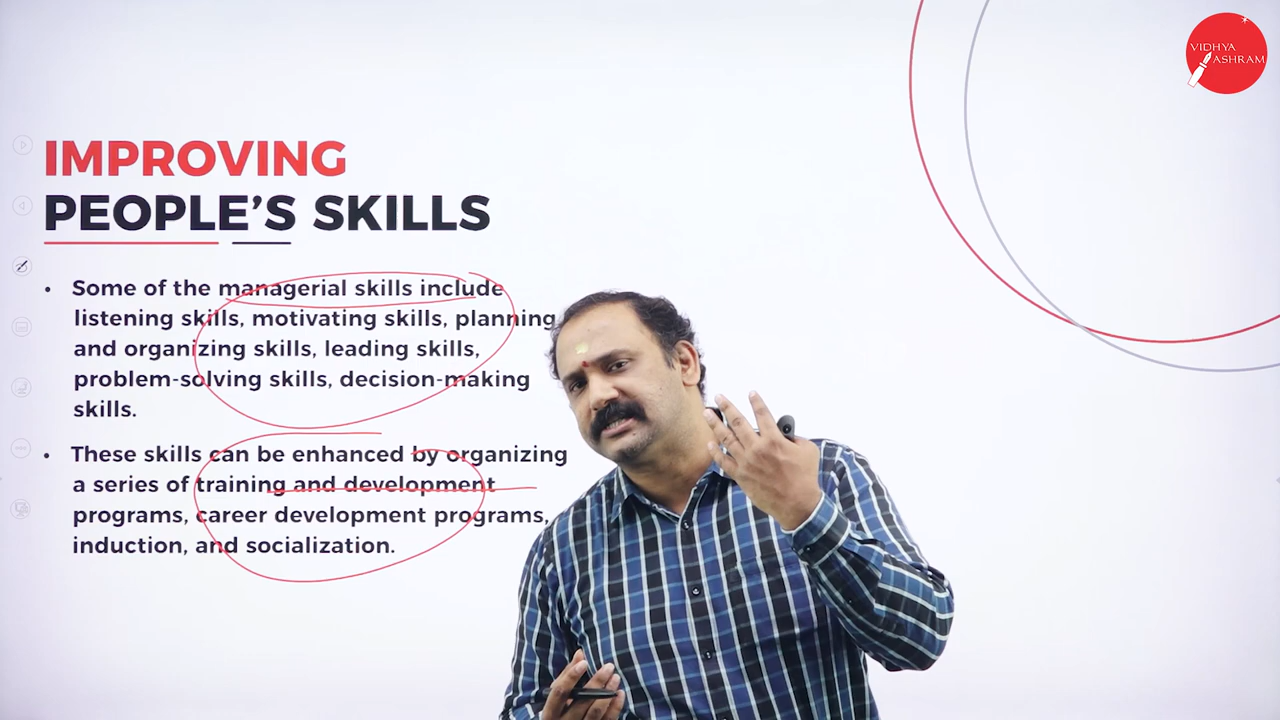 VIDHYA
ASHRAM
IMPROVING
PEOPLE’S SKILLS
• Some of the managerial skills include
listening skills, motivating skills, planning
and organizing skills, leading skills,
problem-solving skills, decision-making
skills.
• These skills can be enhanced by organizing
a series of training and development
programs, career development programs,
induction, and socialization.